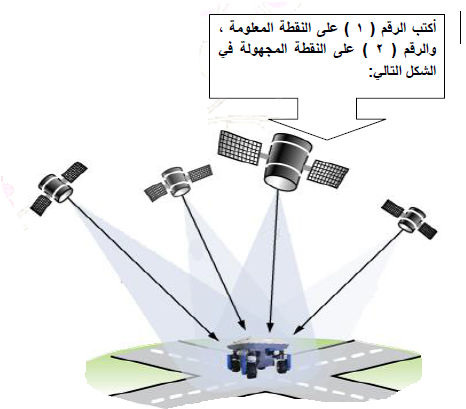 أكتب الرقم ( ١ ) على النقطة المعلومة ،
والرقم ( ٢ ) على النقطة المجهولة في
الشكل التالي: